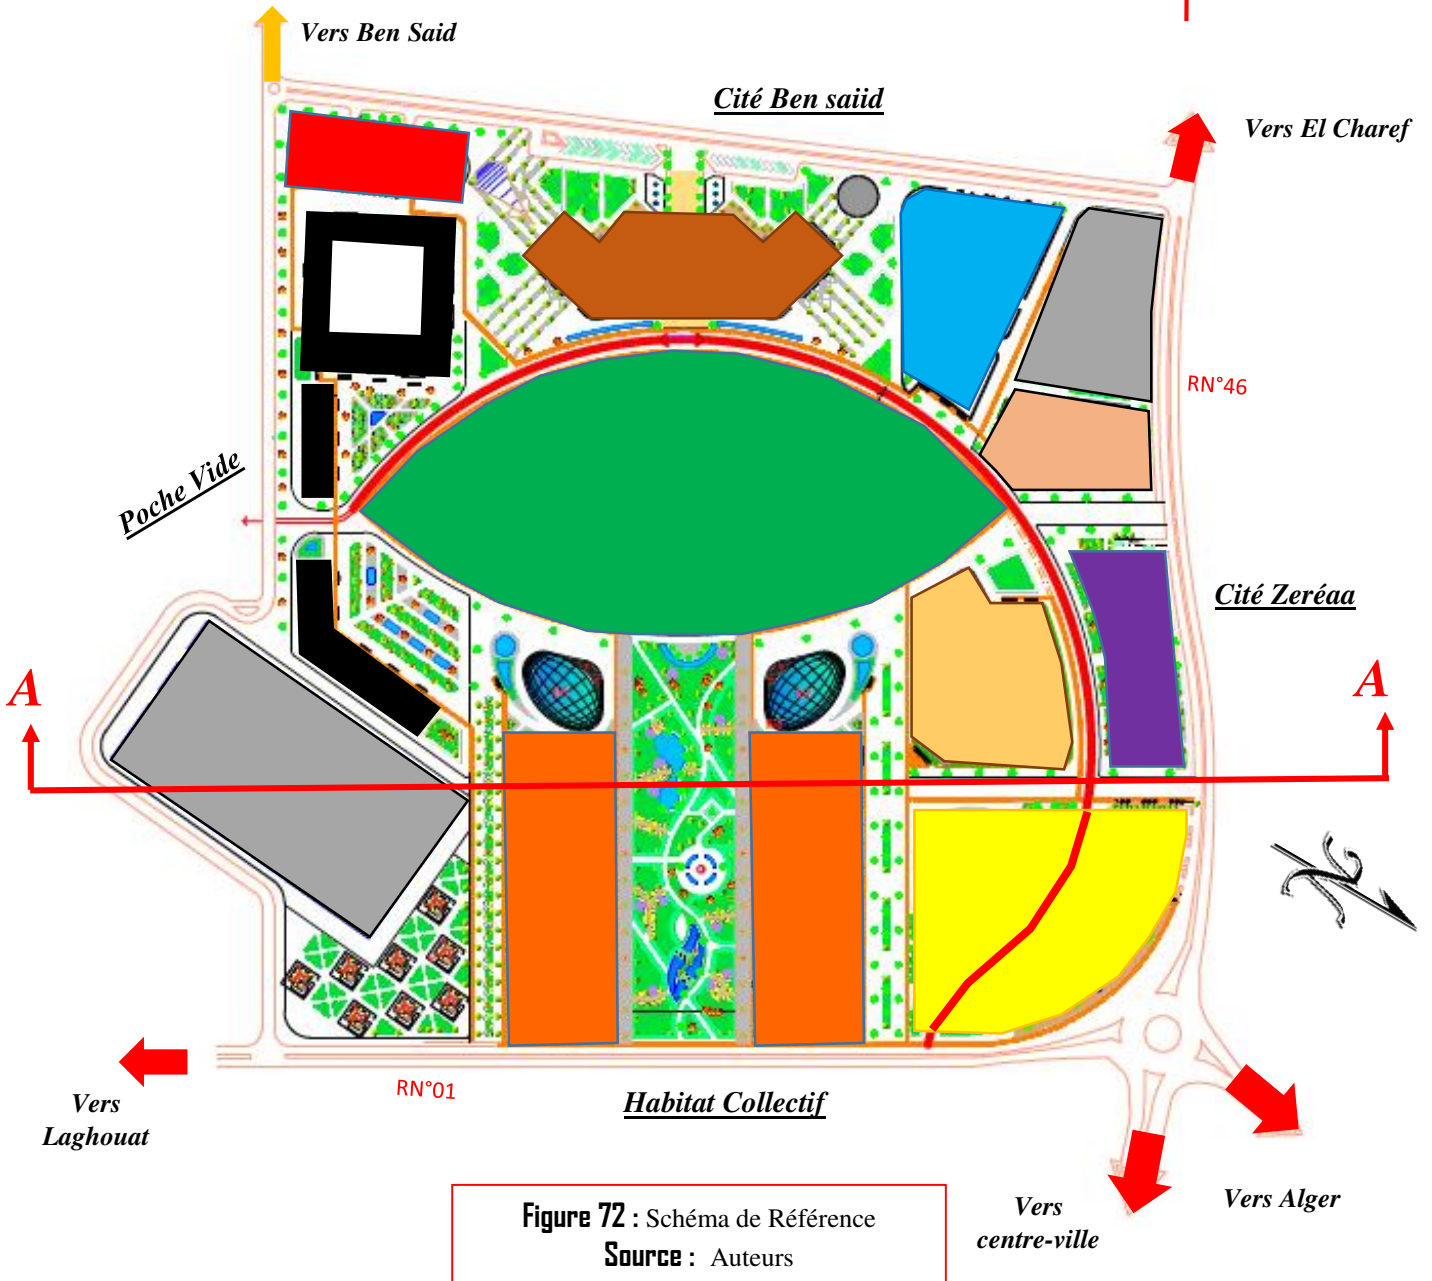 Vers Ben Said
Cité Ben saiid
Vers El Charef
RN°46
Poche Vide
Cité Zeréaa
A
A
RN°01
Vers
Laghouat
Habitat Collectif
Vers
centre-ville
Vers Alger
Figure 72 : Schéma de Référence
Source : Auteurs